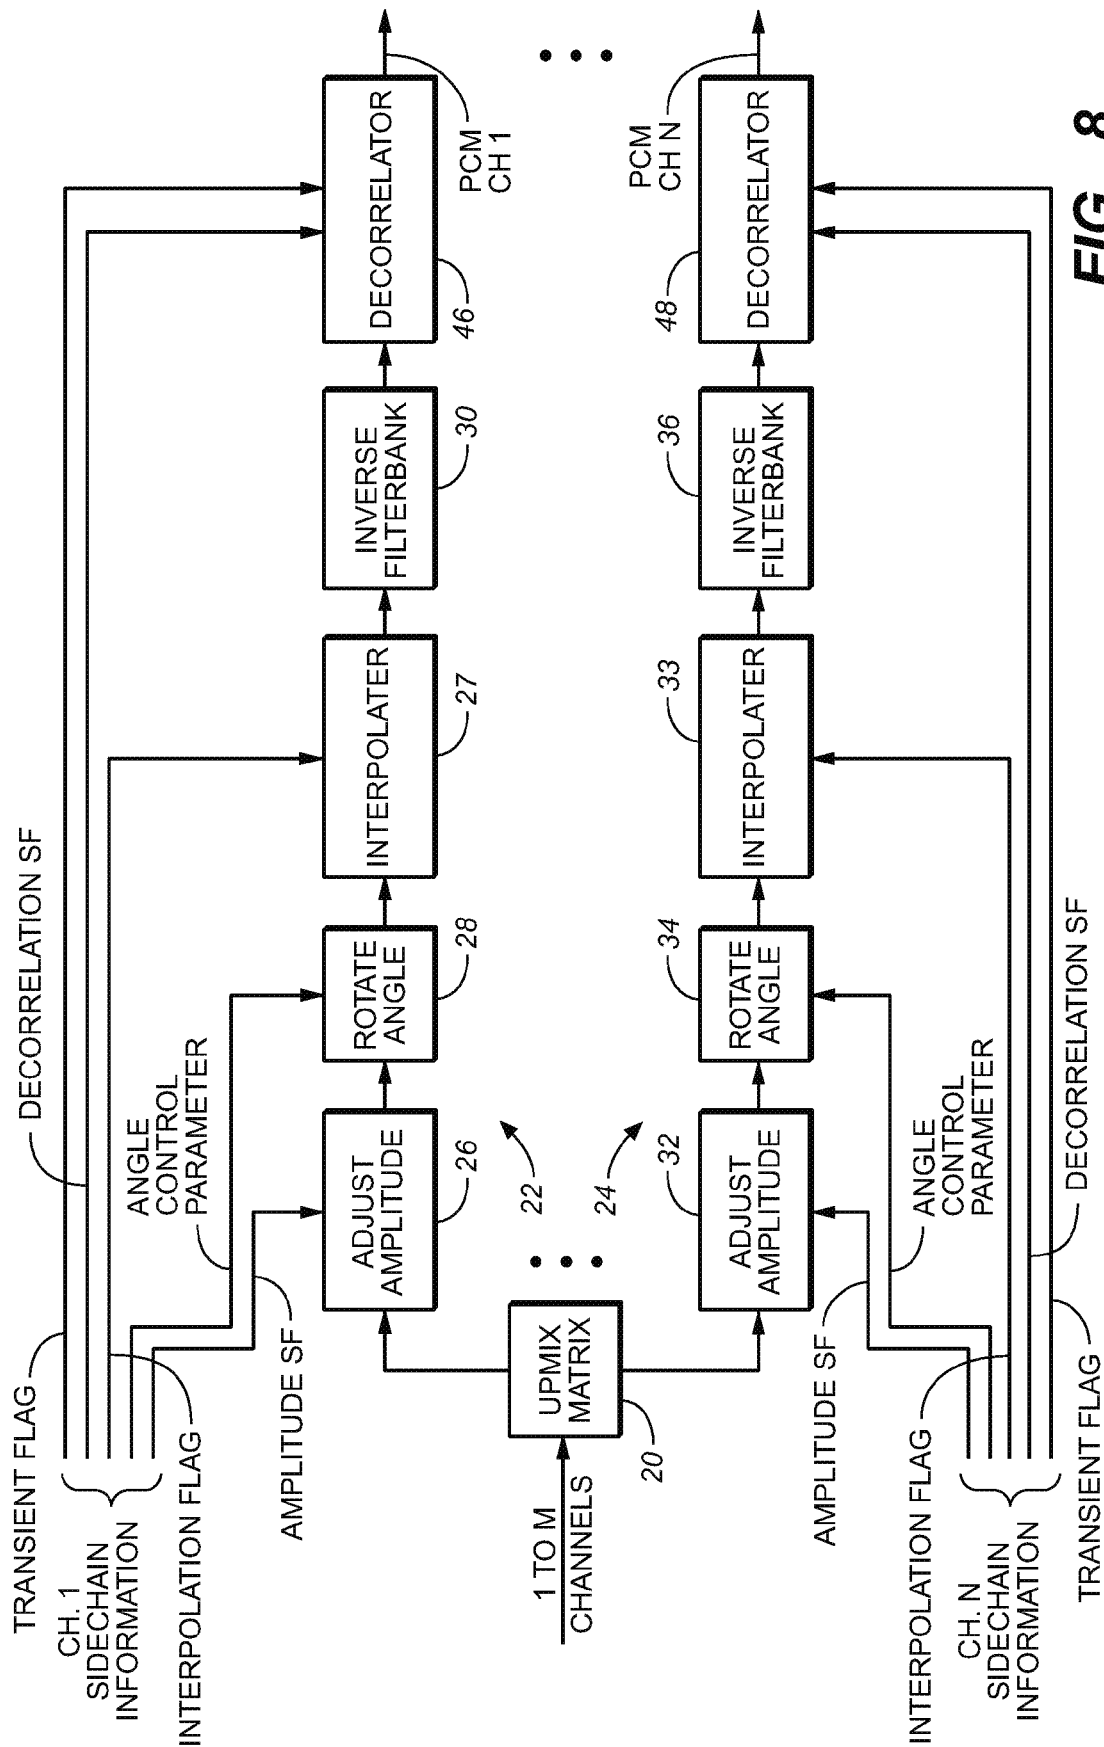 TRANSIENT FLAG
CH. 1
SIDECHAIN
INFORMATION
INTERPOLATION FLAG
AMPLITUDE SF
ANGLE
CONTROL
PARAMETER
DECORRELATION SF
ADJUST
AMPLITUDE
26
ROTATE
ANGLE
28
INTERPOLATER
27
INVERSE
FILTERBANK
30
DECORRELATOR
46
PCM
CH 1
1 TO M
CHANNELS
UPMIX
MATRIX
20
22
24
ADJUST
AMPLITUDE
32
ROTATE
ANGLE
34
INTERPOLATER
33
INVERSE
FILTERBANK
36
DECORRELATOR
48
PCM
CH N
AMPLITUDE SF
INTERPOLATION FLAG
CH. N
SIDECHAIN
INFORMATION
TRANSIENT FLAG
ANGLE
CONTROL
PARAMETER
DECORRELATION SF
FIG._8